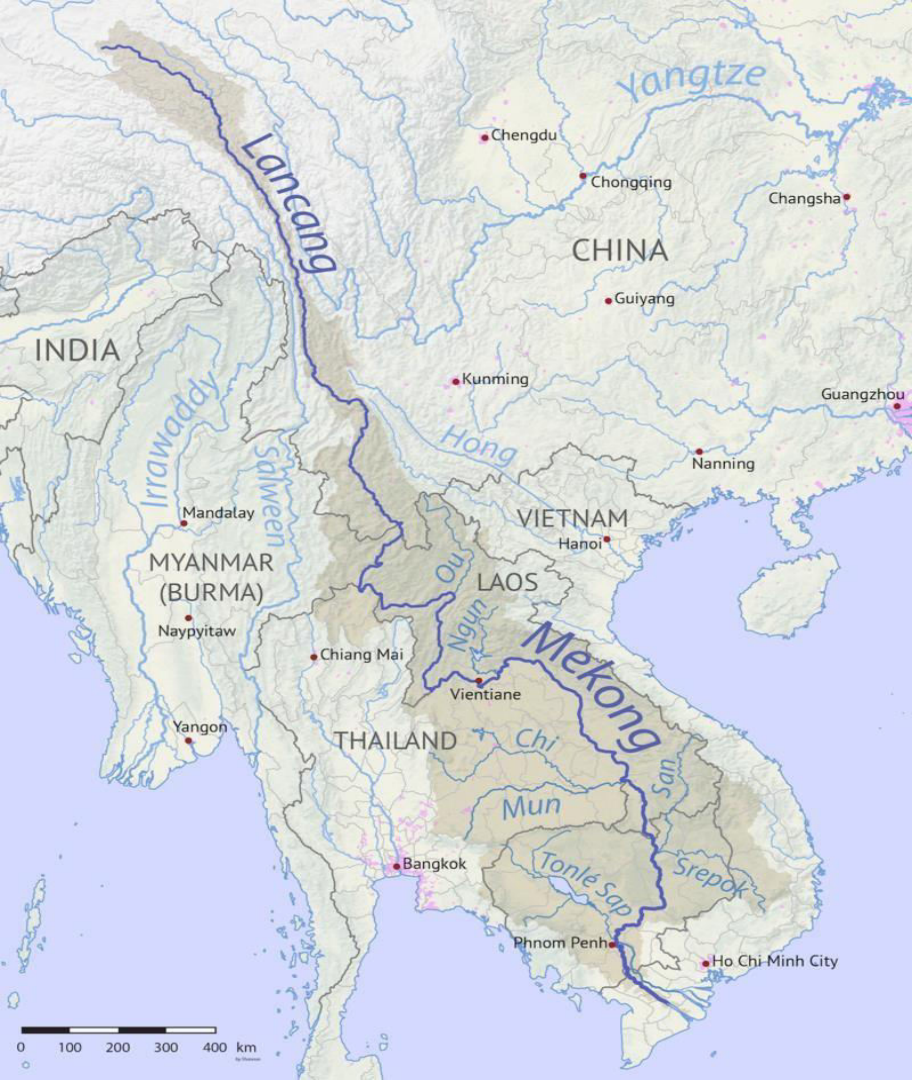 Yangtze
Chengdu
Chongqing
Changsha
Lancang
CHINA
Guiyang
INDIA
Kunming
Guangzhou
Irrawaddy
Hong
Salween
Nanning
Mandalay
VIETNAM
Hanoi
MYANMAR
(BURMA)
Ou
LAOS
Naypyitaw
Ngun
Mekong
Chiang Mai
Vientiane
Yangon
THAILAND
Chi
San
Mun
Bangkok
Tonlé Sap
Srepok
Phnom Penh
Ho Chi Minh City
0 100 200 300 400 km